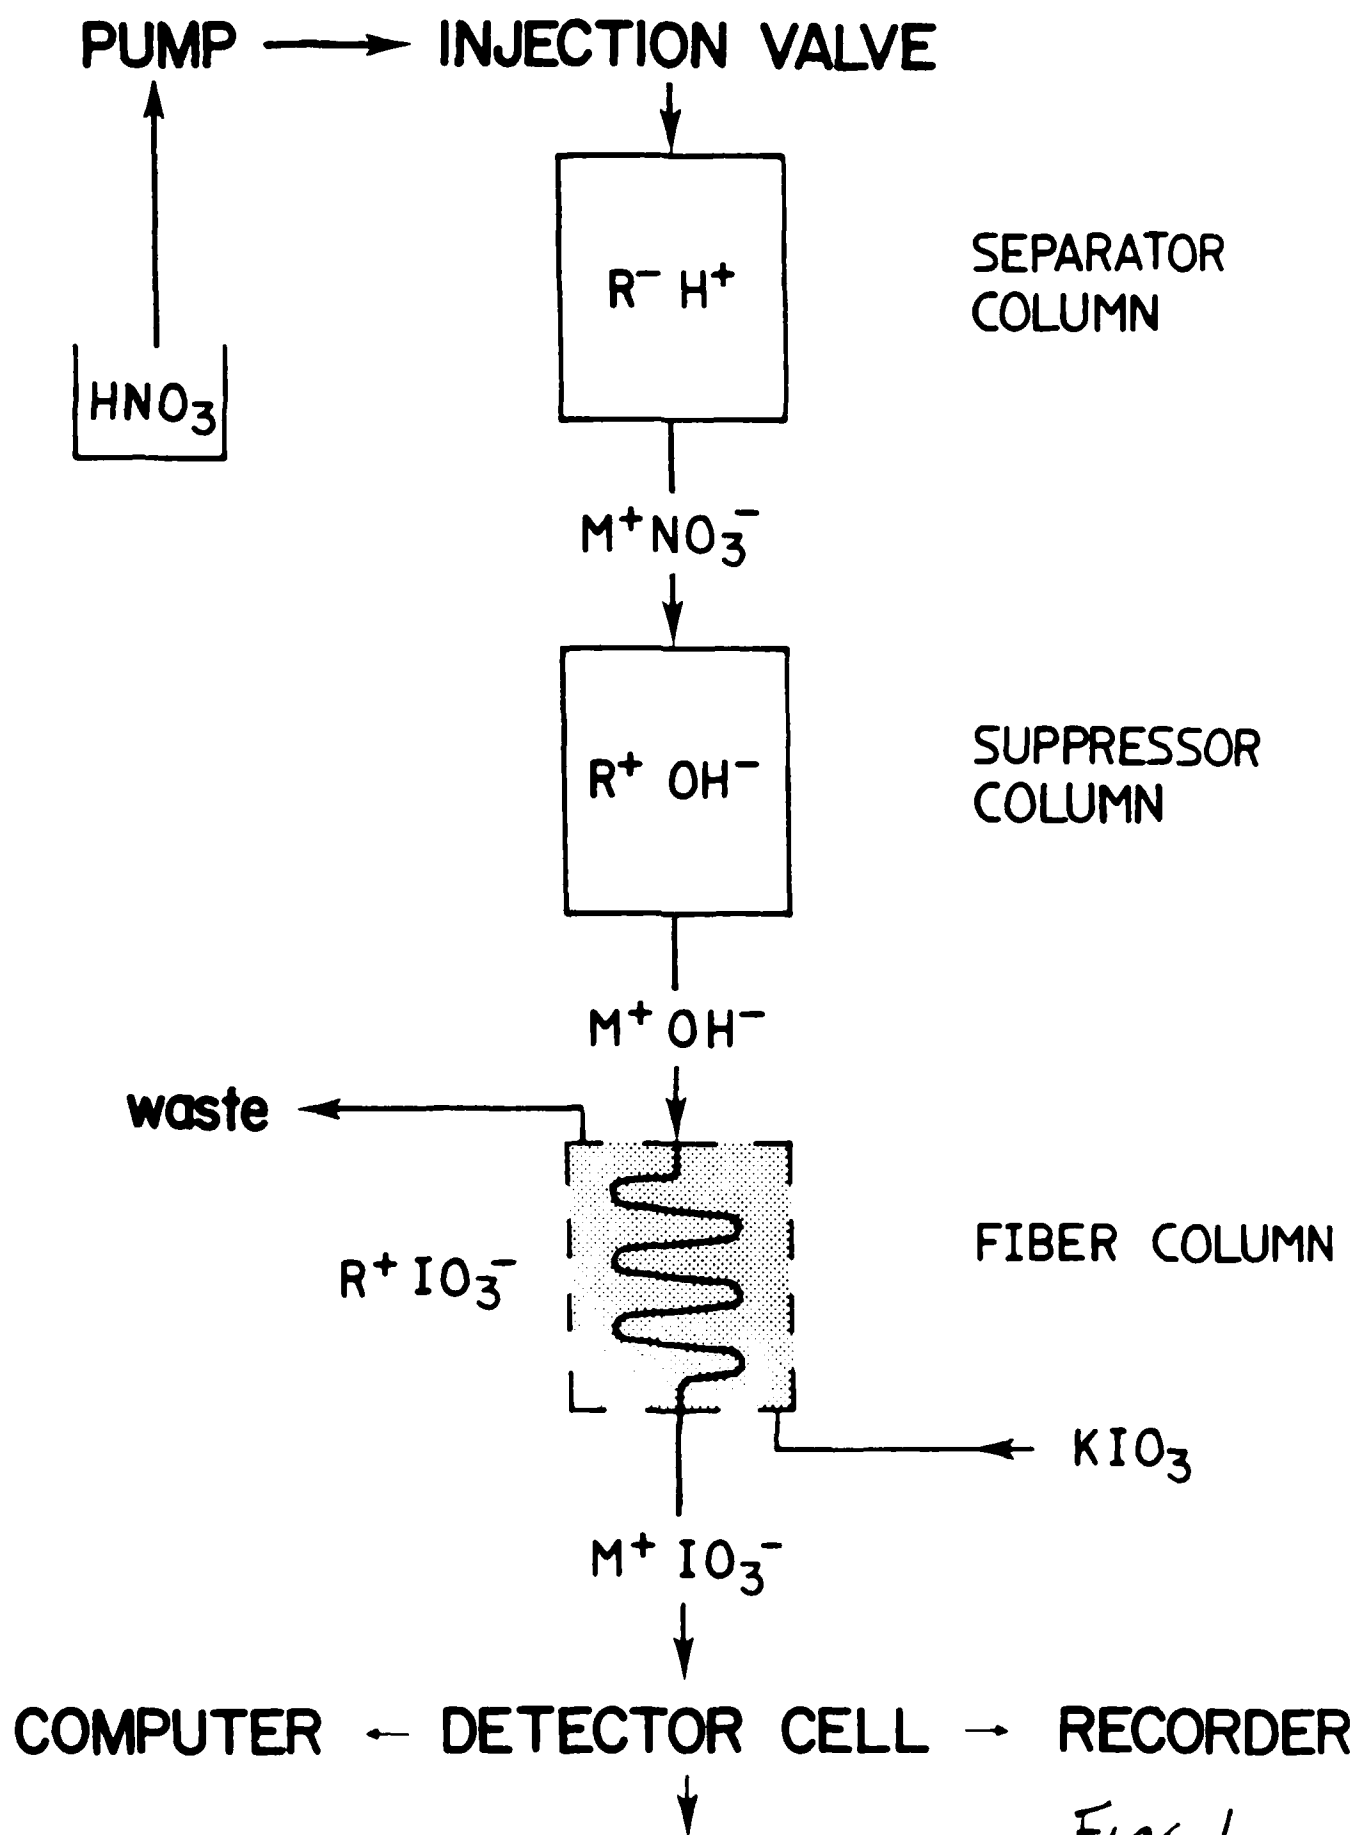 PUMP → INJECTION VALVE
R⁻ H⁺
SEPARATOR
COLUMN
HNO₃
M⁺NO₃⁻
R⁺ OH⁻
SUPPRESSOR
COLUMN
M⁺OH⁻
waste
FIBER COLUMN
R⁺IO₃⁻
KIO₃
M⁺ IO₃⁻
COMPUTER ← DETECTOR CELL → RECORDER